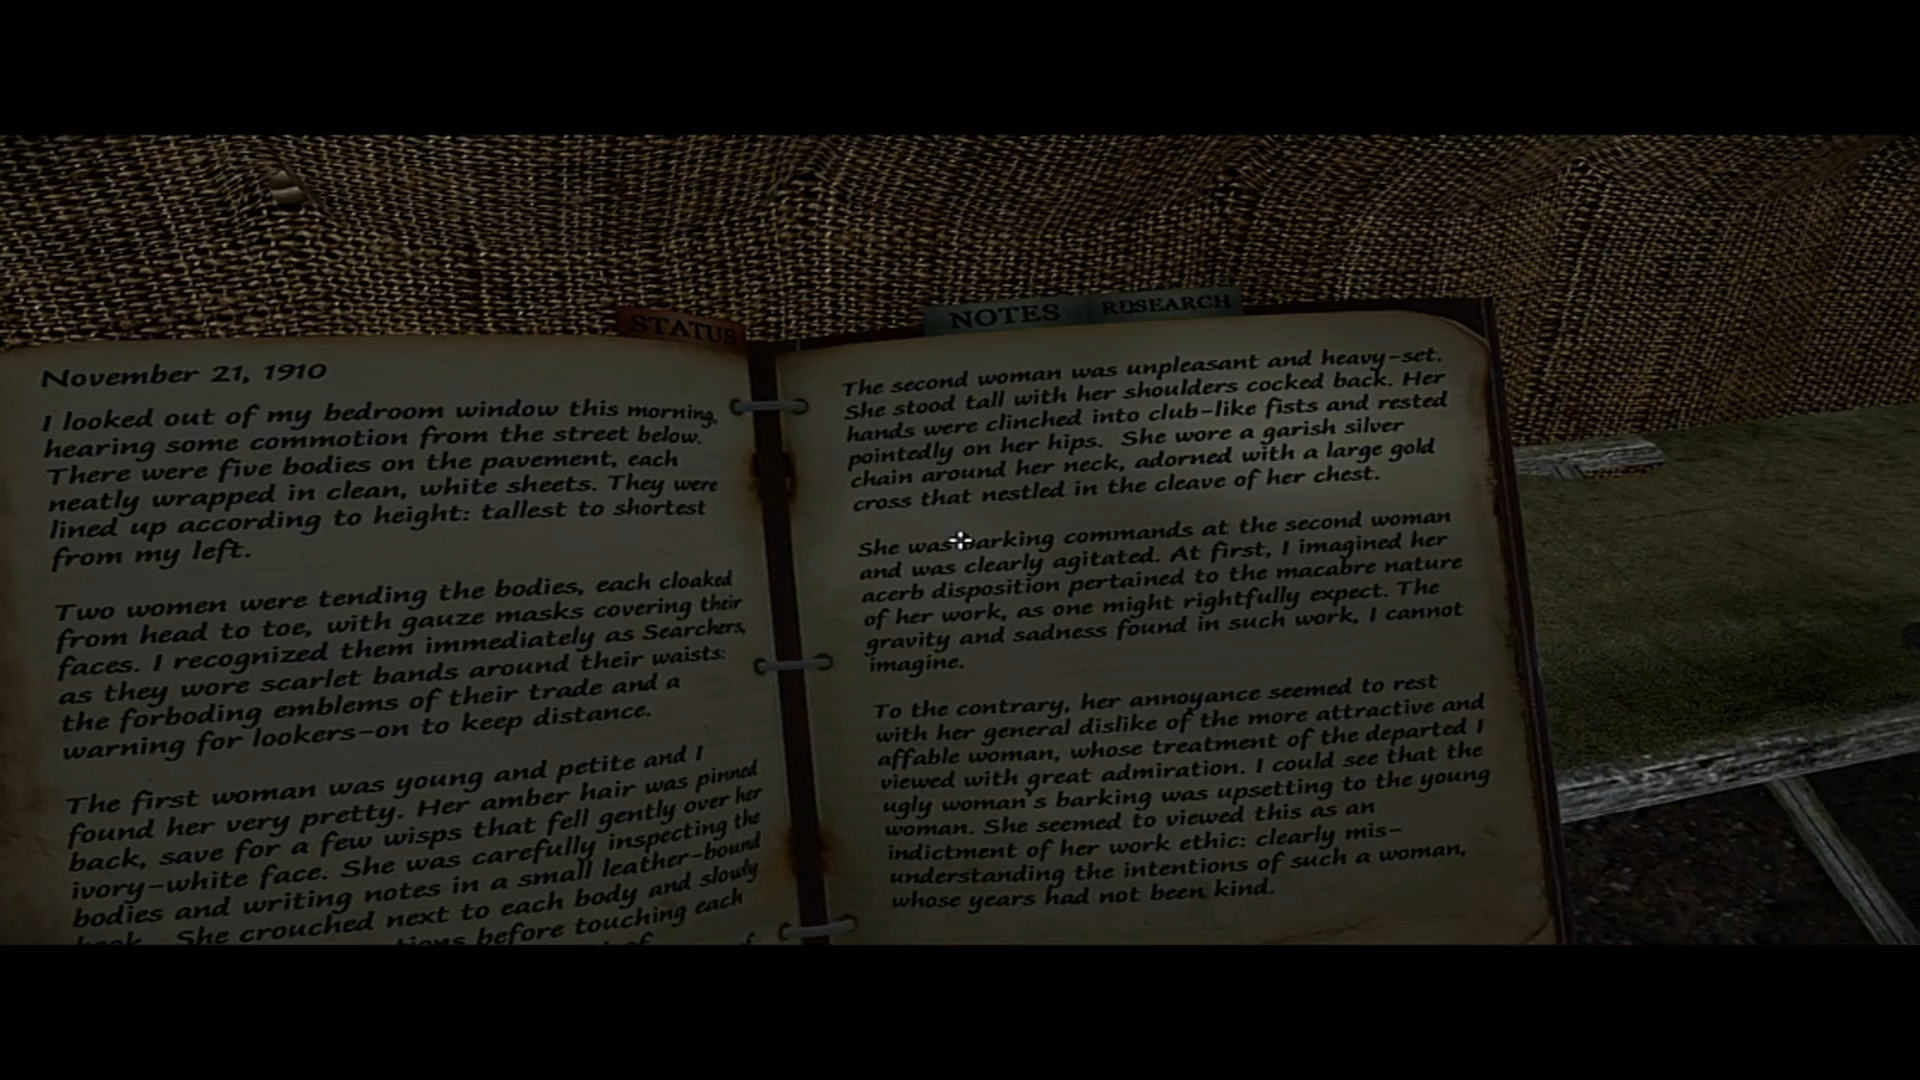 STATUS
NOTES
RESEARCH
November 21, 1910
I looked out of my bedroom window this morning,
hearing some commotion from the street below.
There were five bodies on the pavement, each
neatly wrapped in clean, white sheets. They were
lined up according to height: tallest to shortest
from my left.
Two women were tending the bodies, each cloaked
from head to toe, with gauze masks covering their
faces. I recognized them immediately as Searchers,
as they wore scarlet bands around their waists:
the forboding emblems of their trade and a
warning for lookers-on to keep distance.
The first woman was young and petite and I
found her very pretty. Her amber hair was pinned
back, save for a few wisps that fell gently over her
ivory-white face. She was carefully inspecting the
bodies and writing notes in a small leather-bound
She crouched next to each body and slowly
before touching each
The second woman was unpleasant and heavy-set.
She stood tall with her shoulders cocked back. Her
hands were clinched into club-like fists and rested
pointedly on her hips. She wore a garish silver
chain around her neck, adorned with a large gold
cross that nestled in the cleave of her chest.
She was barking commands at the second woman
and was clearly agitated. At first, I imagined her
acerb disposition pertained to the macabre nature
of her work, as one might rightfully expect. The
gravity and sadness found in such work, I cannot
imagine.
To the contrary, her annoyance seemed to rest
with her general dislike of the more attractive and
affable woman, whose treatment of the departed I
viewed with great admiration. I could see that the
ugly woman's barking was upsetting to the young
woman. She seemed to viewed this as an
indictment of her work ethic: clearly mis-
understanding the intentions of such a woman,
whose years had not been kind.